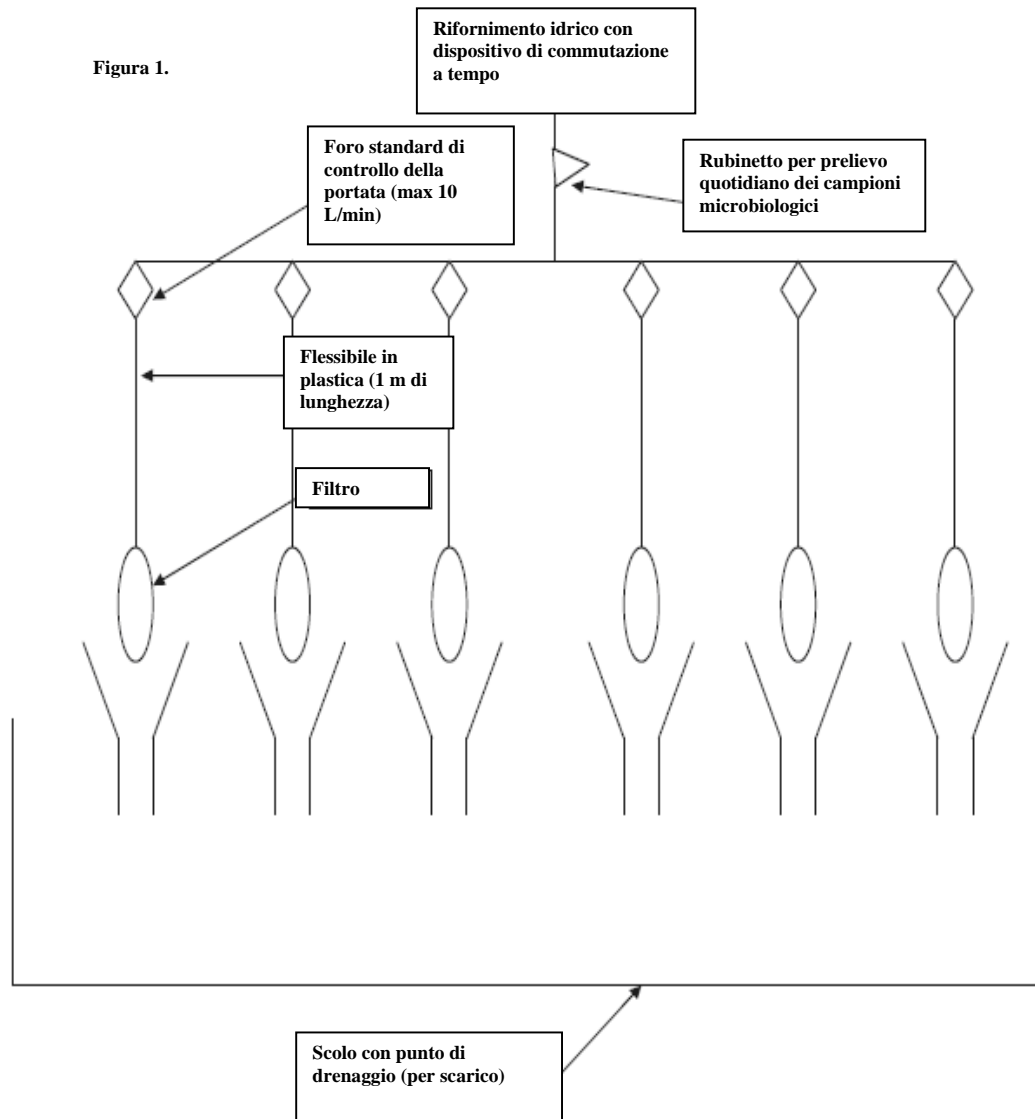 Figura 1.
Rifornimento idrico con
dispositivo di commutazione
a tempo
Foro standard di
controllo della
portata (max 10
L/min)
Rubinetto per prelievo
quotidiano dei campioni
microbiologici
Flessibile in
plastica (1 m di
lunghezza)
Filtro
Scolo con punto di
drenaggio (per scarico)